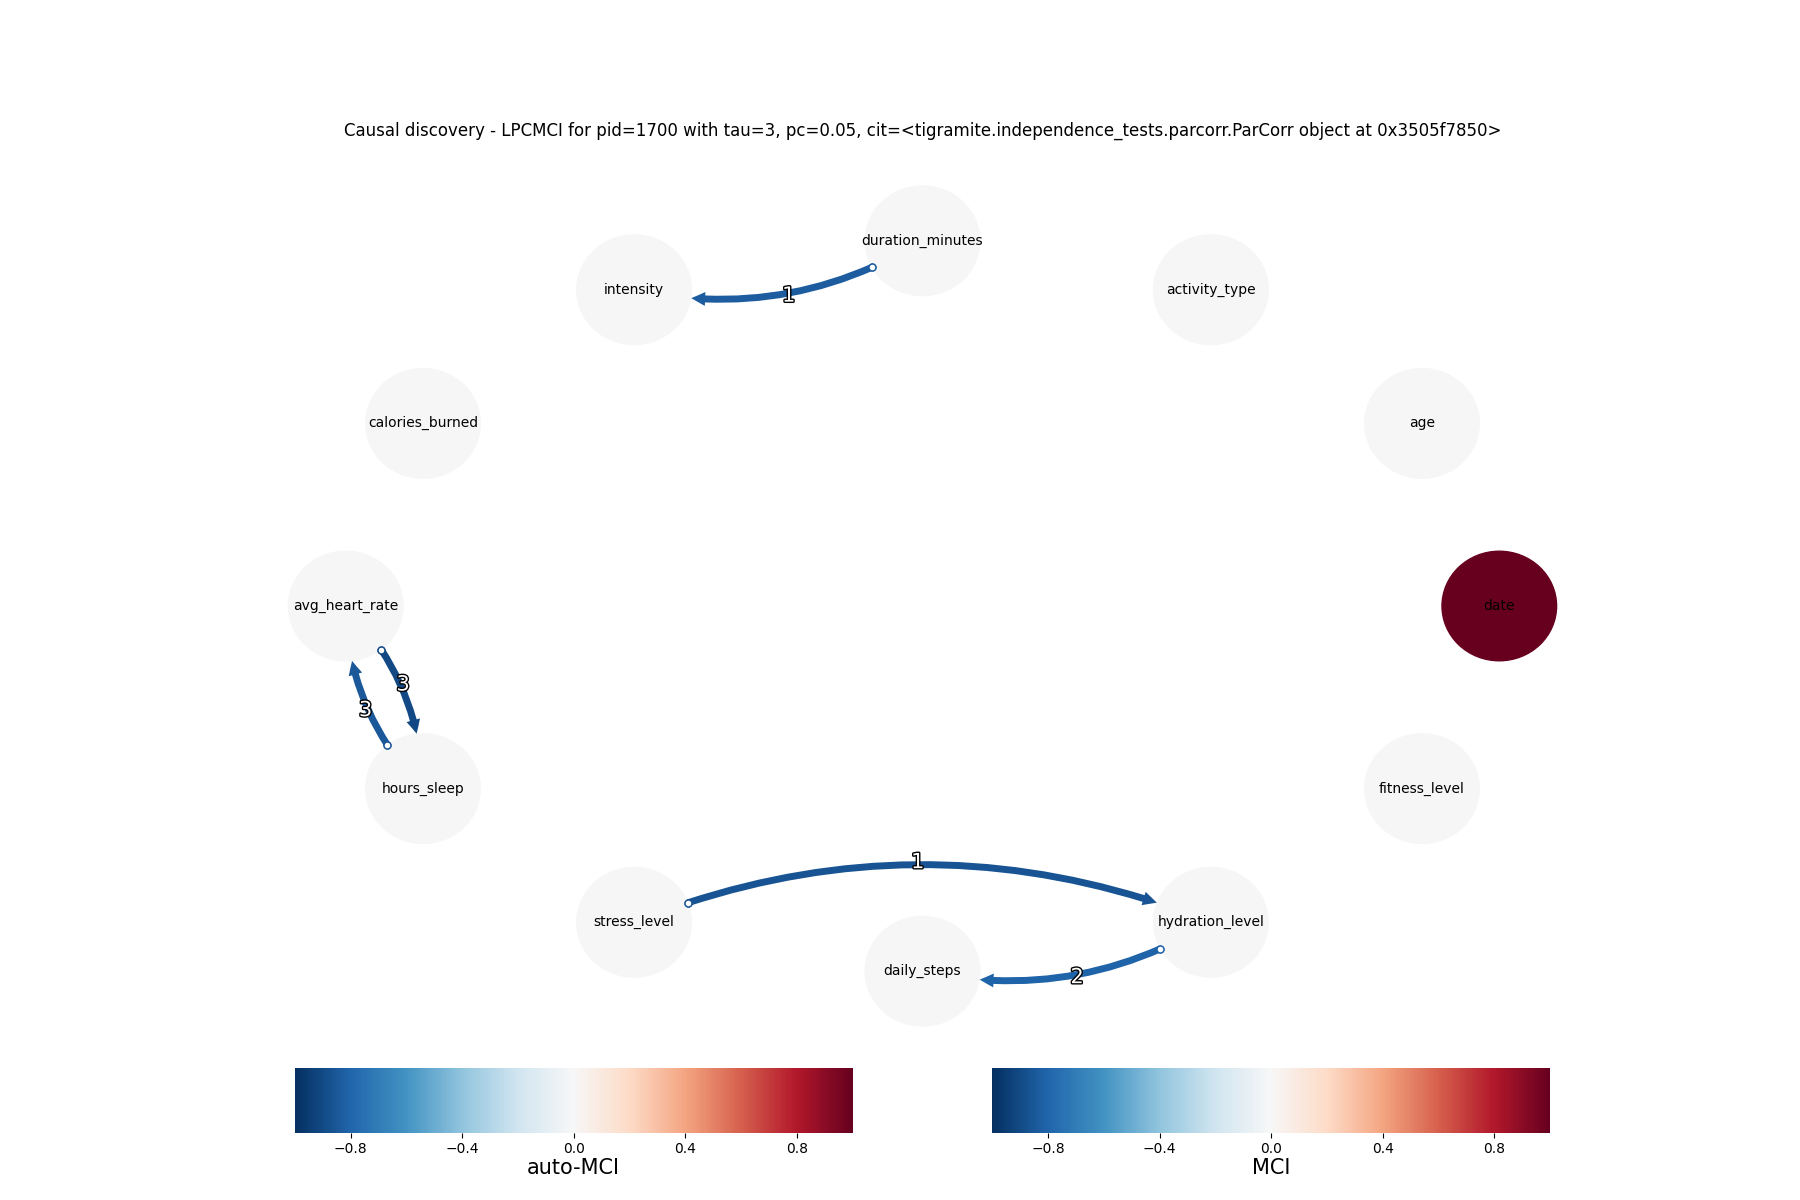 Causal discovery - LPCMCI for pid=1700 with tau=3, pc=0.05, cit=<tigramite.independence_tests.parcorr.ParCorr object at 0x3505f7850>
duration_minutes
intensity
activity_type
1
calories_burned
age
avg_heart_rate
date
3
3
hours_sleep
fitness_level
1
stress_level
hydration_level
daily_steps
2
−0.8 −0.4 0.0 0.4 0.8
auto-MCI
−0.8 −0.4 0.0 0.4 0.8
MCI